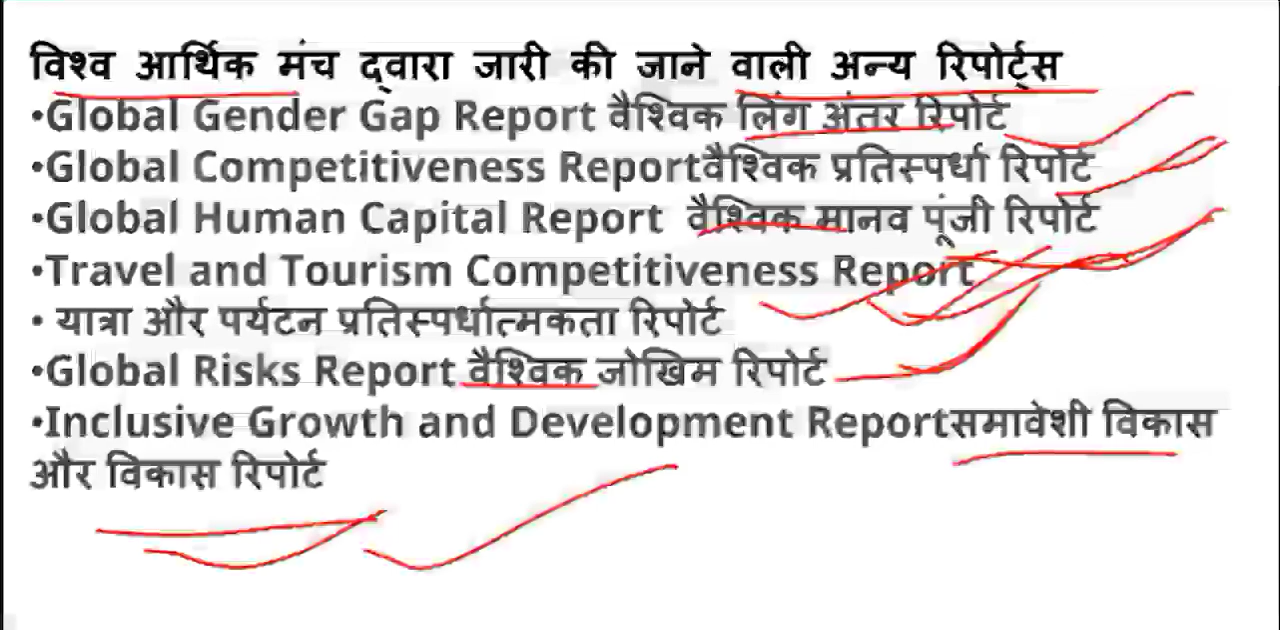 विश्व आर्थिक मंच द्वारा जारी की जाने वाली अन्य रिपोर्ट्स
•Global Gender Gap Report वैश्विक लिंग अंतर रिपोर्ट
•Global Competitiveness Reportवैश्विक प्रतिस्पर्धा रिपोर्ट
•Global Human Capital Report वैश्विक मानव पूंजी रिपोर्ट
•Travel and Tourism Competitiveness Report
• यात्रा और पर्यटन प्रतिस्पर्धात्मकता रिपोर्ट
•Global Risks Report वैश्विक जोखिम रिपोर्ट
•Inclusive Growth and Development Reportसमावेशी विकास
और विकास रिपोर्ट